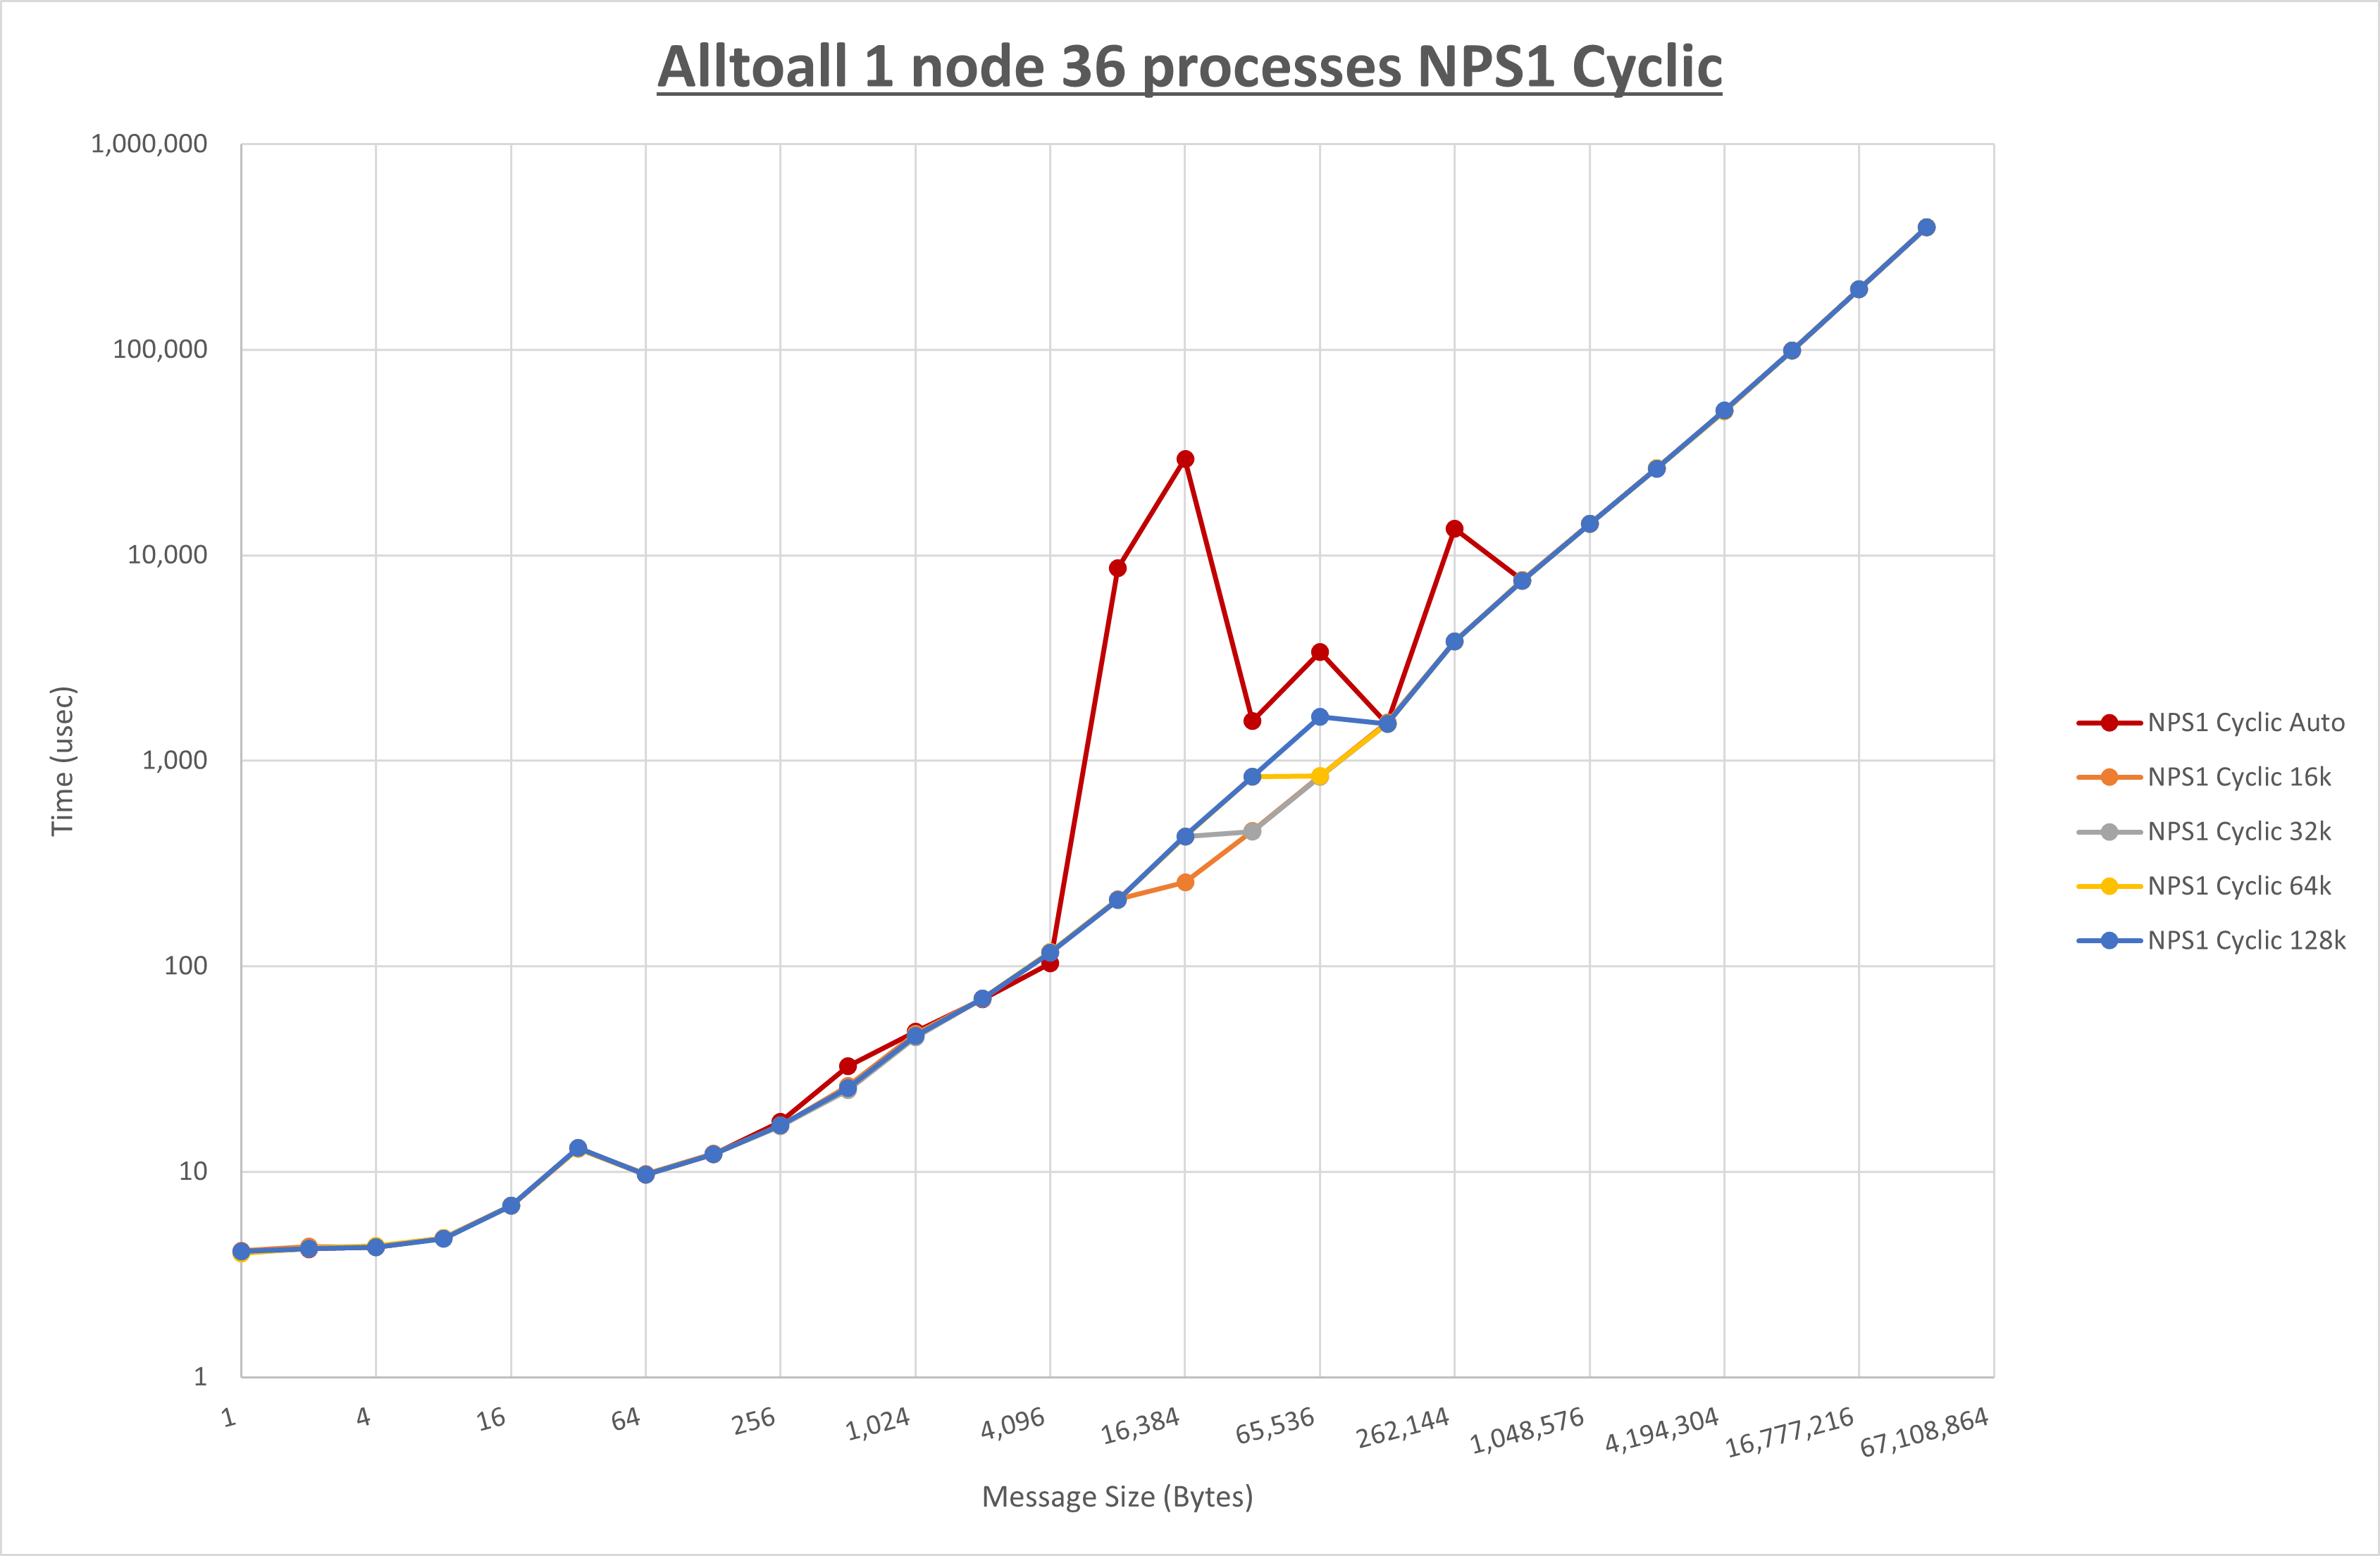 Alltoall 1 node 36 processes NPS1 Cyclic
1,000,000
100,000
10,000
1,000
100
10
1
Time (usec)
1 4 16 64 256 1,024 4,096 16,384 65,536 262,144 1,048,576 4,194,304 16,777,216 67,108,864
Message Size (Bytes)
NPS1 Cyclic Auto
NPS1 Cyclic 16k
NPS1 Cyclic 32k
NPS1 Cyclic 64k
NPS1 Cyclic 128k